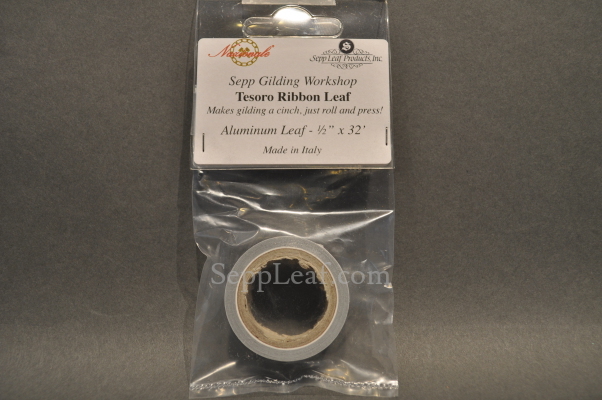 Sepp Leaf Products, Inc.
Sepp Gilding Workshop
Tesoro Ribbon Leaf
Makes gilding a cinch, just roll and press!
Aluminum Leaf - ½” x 32’
Made in Italy
SeppLeaf.com